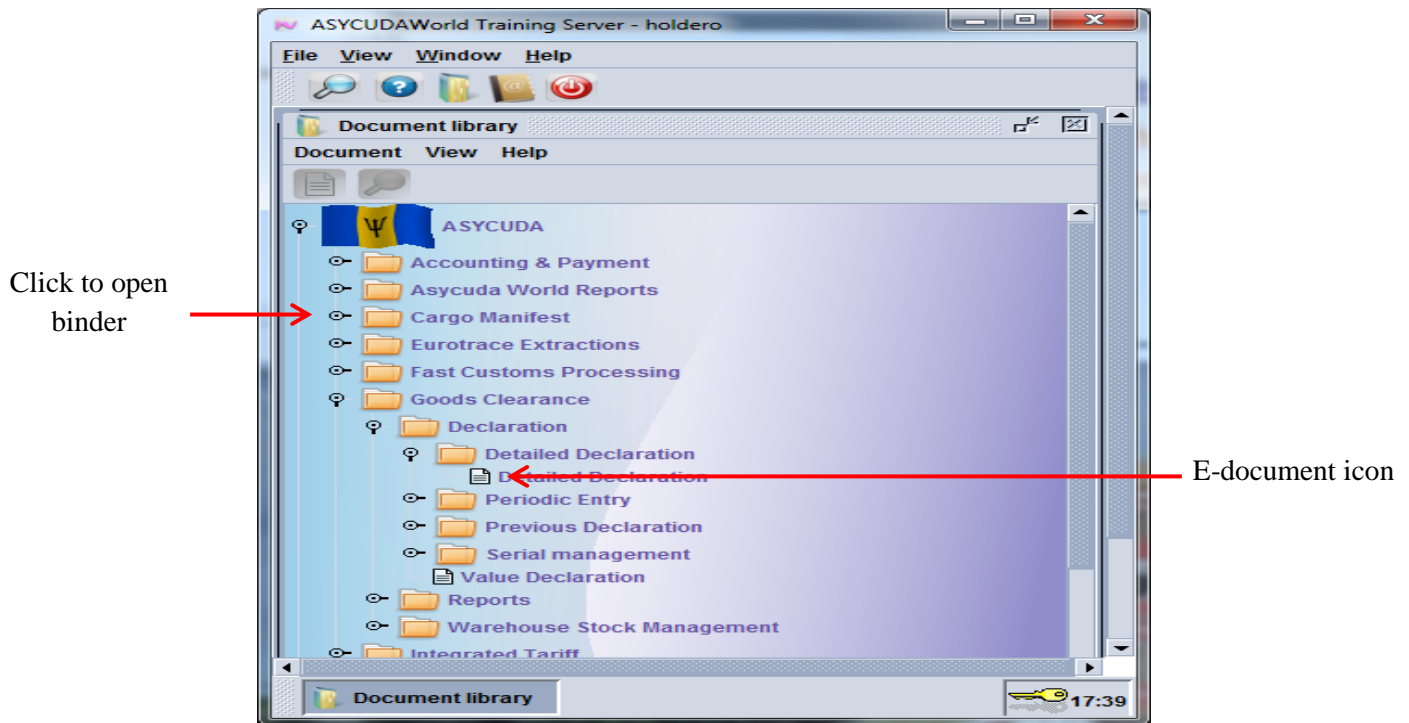 ASYCUDAWorld Training Server - holdero
File View Window Help
Document library
Document View Help
ASYCUDA
Accounting & Payment
Asycuda World Reports
Click to open
binder
Cargo Manifest
Eurotrace Extractions
Fast Customs Processing
Goods Clearance
Declaration
Detailed Declaration
Detailed Declaration
E-document icon
Periodic Entry
Previous Declaration
Serial management
Value Declaration
Reports
Warehouse Stock Management
Integrated Tariff
Document library
17:39